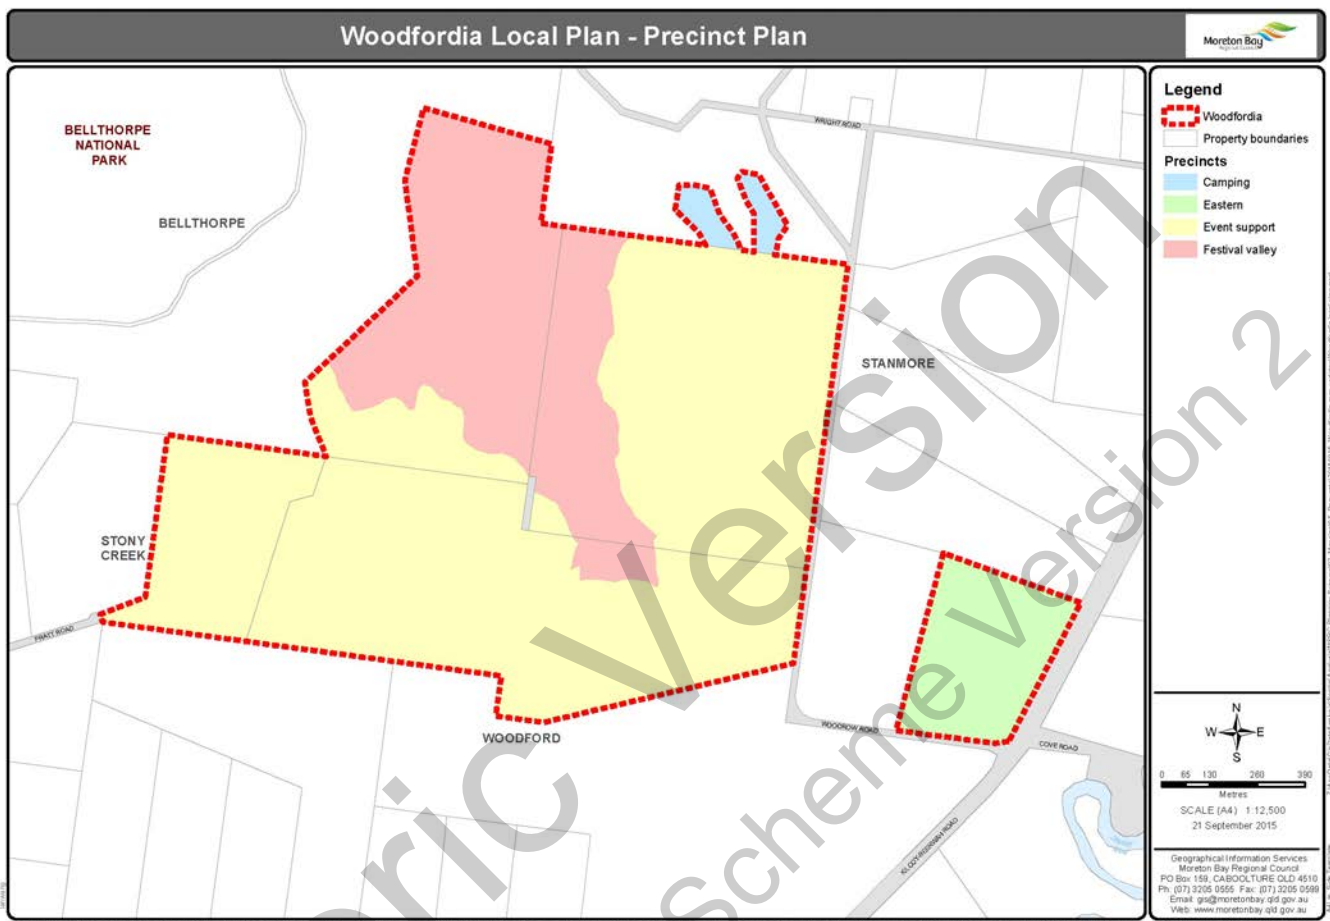 Woodfordia Local Plan - Precinct Plan
Moreton Bay
Regional Council
BELLTHORPE
NATIONAL
PARK
BELLTHORPE
WRIGHT ROAD
STANMORE
STONY
CREEK
PRATT ROAD
WOODFORD
WOODROW ROAD
COVE ROAD
Legend
Woodfordia
Property boundaries
Precincts
Camping
Eastern
Event support
Festival valley
N
W E
S
0 65 130 260 390
Metres
SCALE (A4) 1:12,500
21 September 2015
Geographical Information Services
Moreton Bay Regional Council
PO Box 159, CABOOLTURE QLD 4510
Ph: (07) 3205 0555 Fax: (07) 3205 0599
Email: gis@moretonbay.qld.gov.au
Web: www.moretonbay.qld.gov.au
ric Version
Scheme Version 2